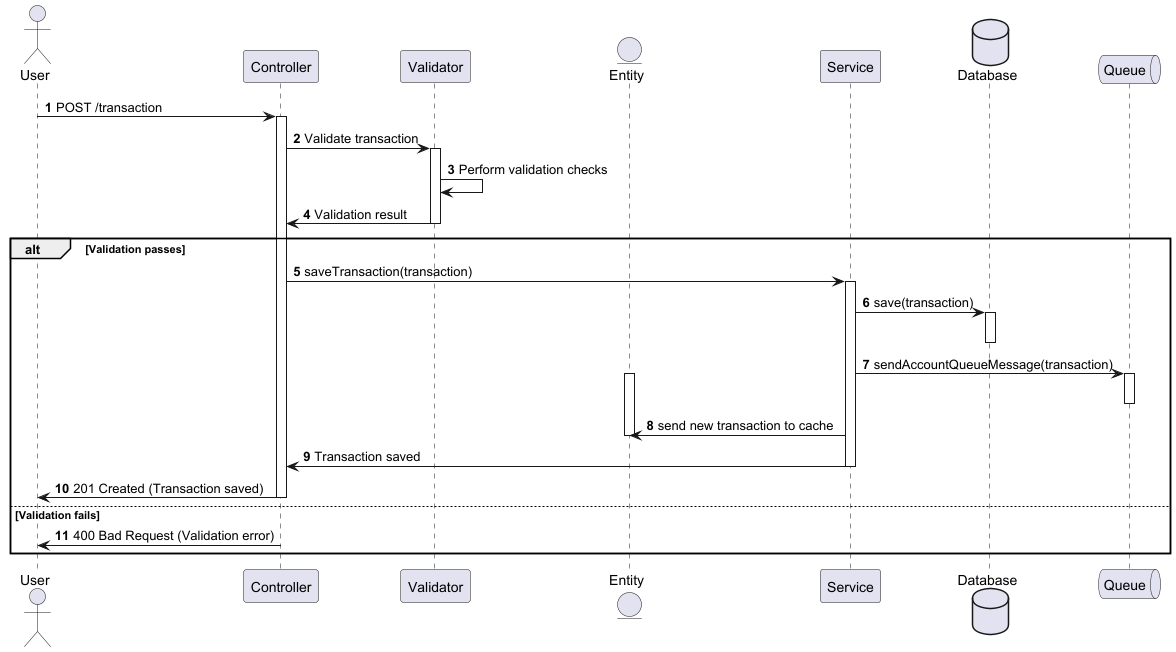 User
Controller
Validator
Entity
Service
Database
Queue
1 POST /transaction
2 Validate transaction
3 Perform validation checks
4 Validation result
alt [Validation passes]
5 saveTransaction(transaction)
6 save(transaction)
7 sendAccountQueueMessage(transaction)
8 send new transaction to cache
9 Transaction saved
10 201 Created (Transaction saved)
[Validation fails]
11 400 Bad Request (Validation error)
User
Controller
Validator
Entity
Service
Database
Queue